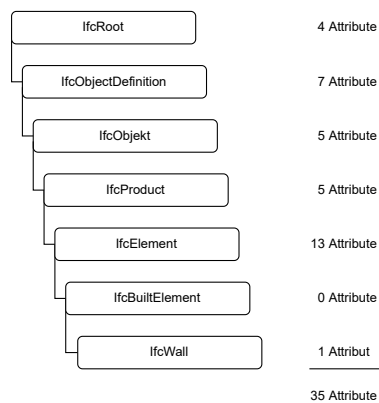 IfcRoot 4 Attribute
IfcObjectDefinition 7 Attribute
IfcObjekt 5 Attribute
IfcProduct 5 Attribute
IfcElement 13 Attribute
IfcBuiltElement 0 Attribute
IfcWall 1 Attribut
35 Attribute